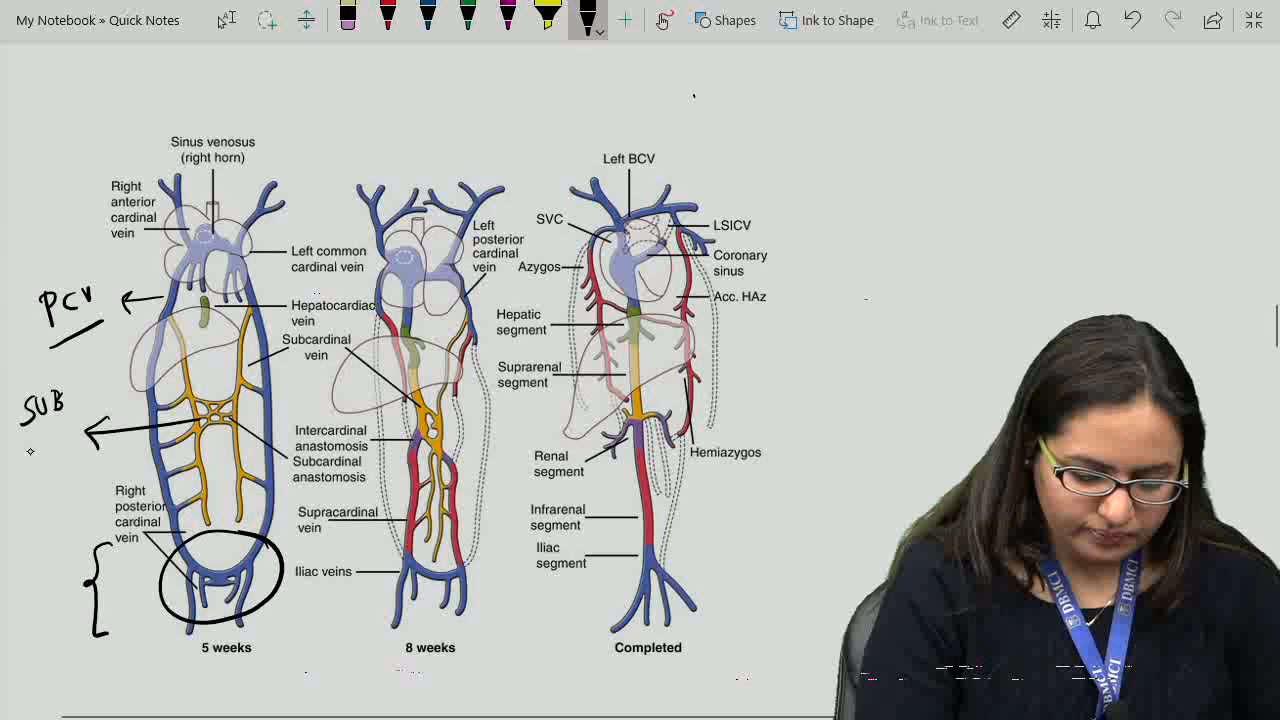 My Notebook » Quick Notes
Shapes
Ink to Shape
Ink to Text
Sinus venosus
(right horn)
Right
anterior
cardinal
vein
Left common
cardinal vein
PCV
Hepatocardiac
vein
Subcardinal
vein
SUB
Intercardinal
anastomosis
Subcardinal
anastomosis
Right
posterior
cardinal
vein
Supracardinal
vein
Iliac veins
5 weeks
Left
posterior
cardinal
vein
8 weeks
Left BCV
SVC
LSICV
Azygos
Coronary
sinus
Acc. HAz
Hepatic
segment
Suprarenal
segment
Renal
segment
Hemiazygos
Infrarenal
segment
Iliac
segment
Completed
DBMCI
DBMCI
DBMCI